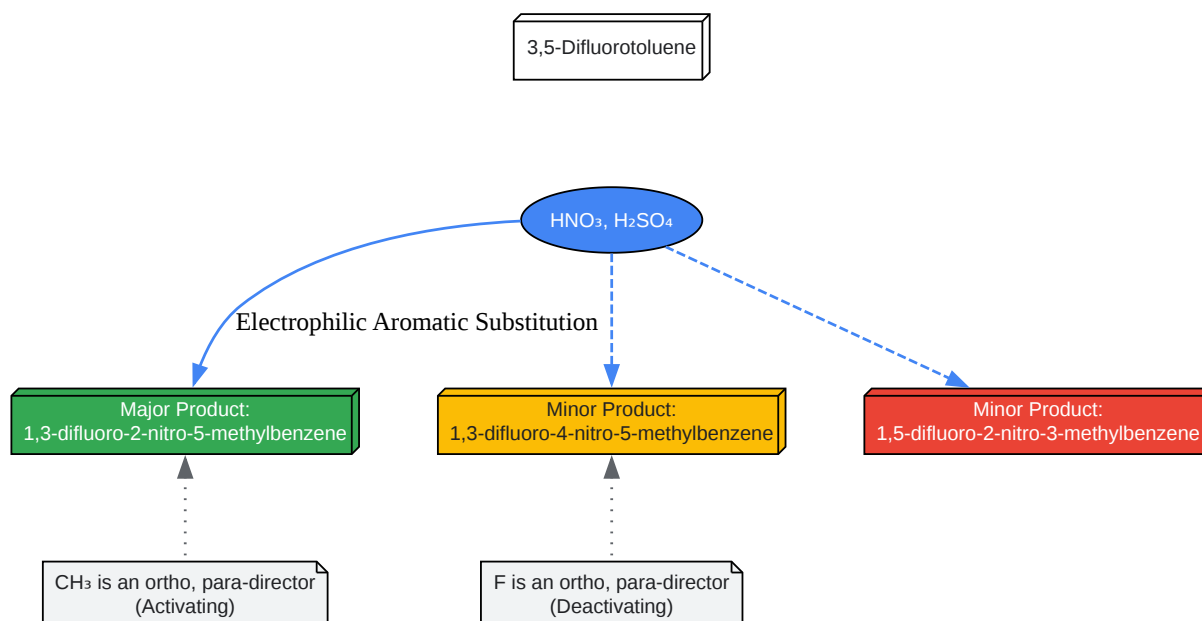 3,5-Difluorotoluene
HNO₃, H₂SO₄
Electrophilic Aromatic Substitution
Major Product:
1,3-difluoro-2-nitro-5-methylbenzene
Minor Product:
1,3-difluoro-4-nitro-5-methylbenzene
Minor Product:
1,5-difluoro-2-nitro-3-methylbenzene
CH₃ is an ortho, para-director
(Activating)
F is an ortho, para-director
(Deactivating)